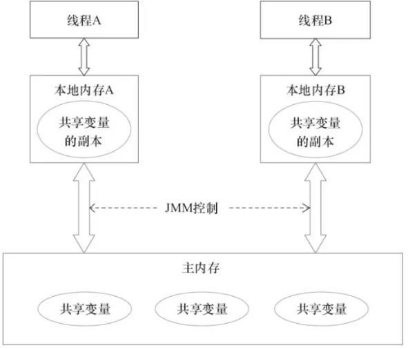 线程A
线程B
本地内存A
本地内存B
共享变量
的副本
共享变量
的副本
JMM控制
主内存
共享变量
共享变量
共享变量